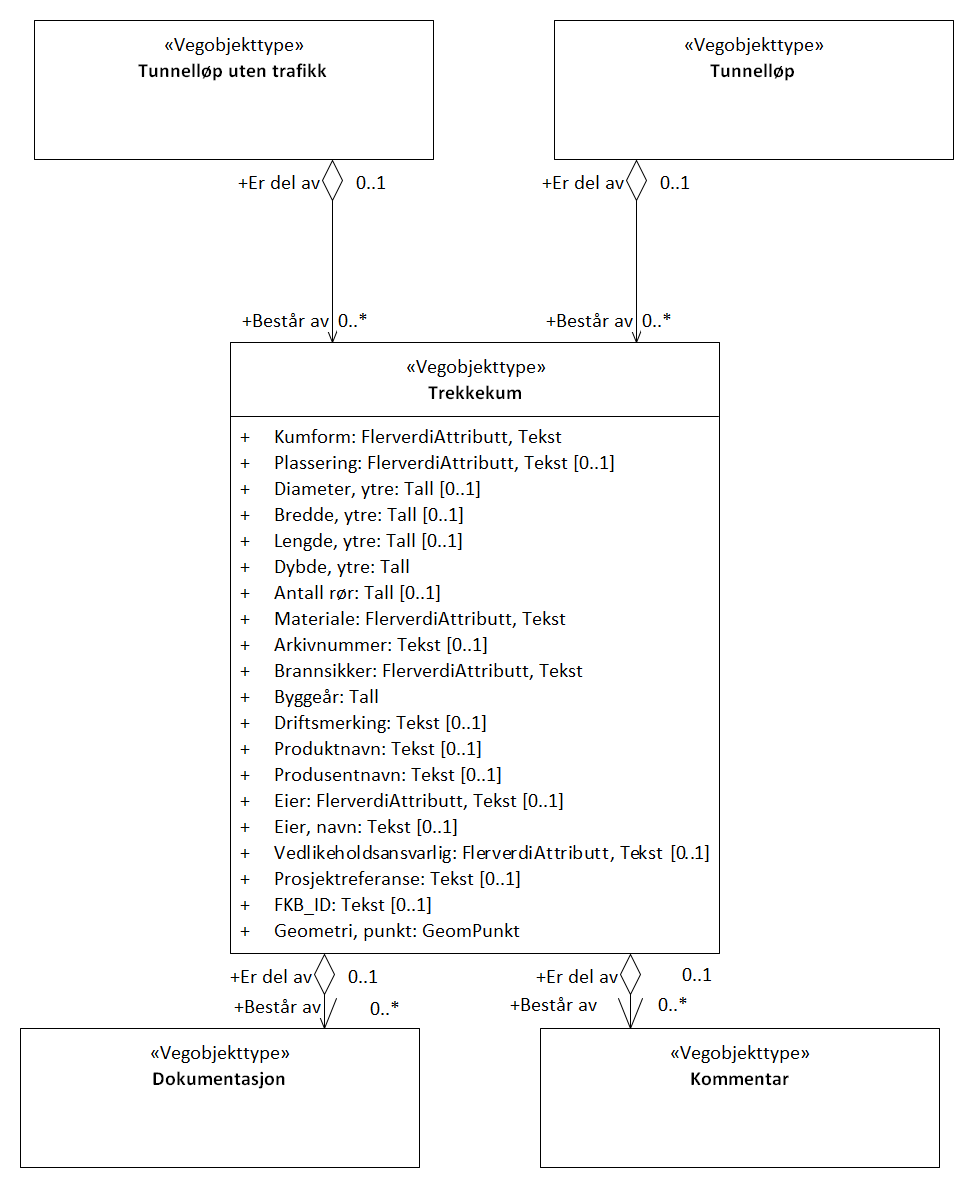 «Vegobjekttype»
Tunnelløp uten trafikk
«Vegobjekttype»
Tunnelløp
+Er del av 0..1
+Er del av 0..1
+Består av 0..*
+Består av 0..*
«Vegobjekttype»
Trekkekum
+ Kumform: FlerverdiAttributt, Tekst
+ Plassering: FlerverdiAttributt, Tekst [0..1]
+ Diameter, ytre: Tall [0..1]
+ Bredde, ytre: Tall [0..1]
+ Lengde, ytre: Tall [0..1]
+ Dybde, ytre: Tall
+ Antall rør: Tall [0..1]
+ Materiale: FlerverdiAttributt, Tekst
+ Arkivnummer: Tekst [0..1]
+ Brannsikker: FlerverdiAttributt, Tekst
+ Byggeår: Tall
+ Driftsmerking: Tekst [0..1]
+ Produktnavn: Tekst [0..1]
+ Produsentnavn: Tekst [0..1]
+ Eier: FlerverdiAttributt, Tekst [0..1]
+ Eier, navn: Tekst [0..1]
+ Vedlikeholdsansvarlig: FlerverdiAttributt, Tekst [0..1]
+ Prosjektreferanse: Tekst [0..1]
+ FKB_ID: Tekst [0..1]
+ Geometri, punkt: GeomPunkt
+Er del av 0..1
+Er del av 0..1
+Består av 0..*
+Består av 0..*
«Vegobjekttype»
Dokumentasjon
«Vegobjekttype»
Kommentar